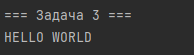 === Задача 3 ===
HELLO WORLD